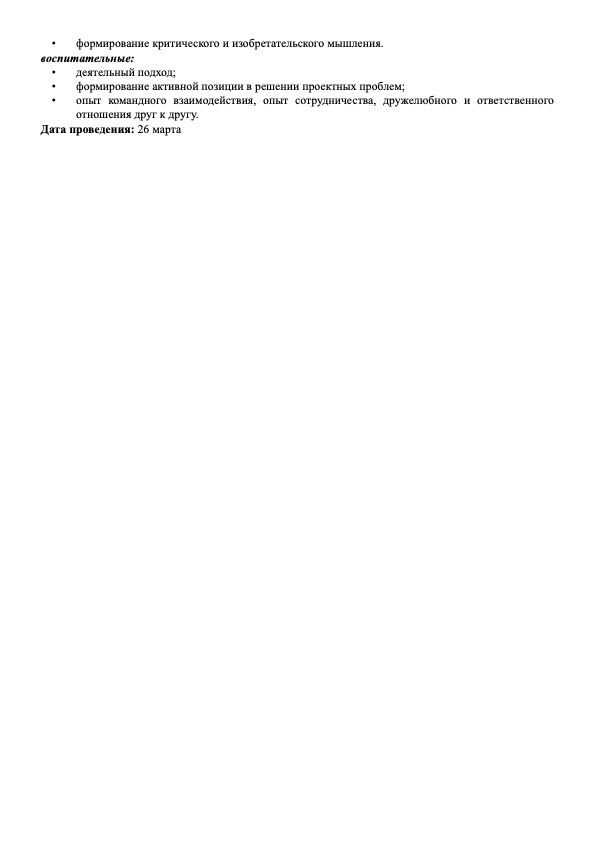 • формирование критического и изобретательского мышления.
воспитательные:
• деятельный подход;
• формирование активной позиции в решении проектных проблем;
• опыт командного взаимодействия, опыт сотрудничества, дружелюбного и ответственного
отношения друг к другу.
Дата проведения: 26 марта